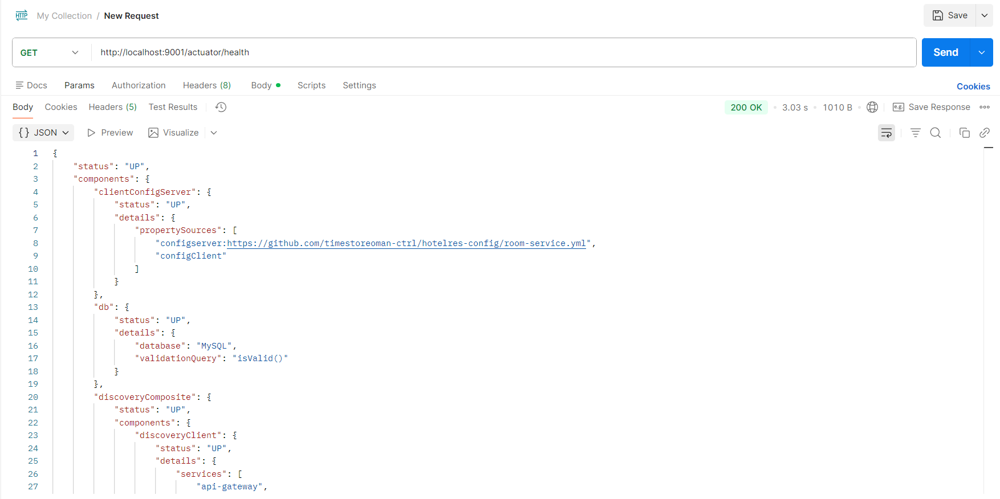 HTTP My Collection / New Request Save
GET http://localhost:9001/actuator/health Send
Docs Params Authorization Headers (8) Body Scripts Settings Cookies
Body Cookies Headers (5) Test Results 200 OK 3.03 s 1010 B e.g. Save Response
{} JSON Preview Visualize
1 {
2 "status": "UP",
3 "components": {
4 "clientConfigServer": {
5 "status": "UP",
6 "details": {
7 "propertySources": [
8 "configserver:https://github.com/timestoreoman-ctrl/hotelres-config/room-service.yml",
9 "configClient"
10 ]
11 }
12 },
13 "db": {
14 "status": "UP",
15 "details": {
16 "database": "MySQL",
17 "validationQuery": "isValid()"
18 }
19 },
20 "discoveryComposite": {
21 "status": "UP",
22 "components": {
23 "discoveryClient": {
24 "status": "UP",
25 "details": {
26 "services": [
27 "api-gateway",